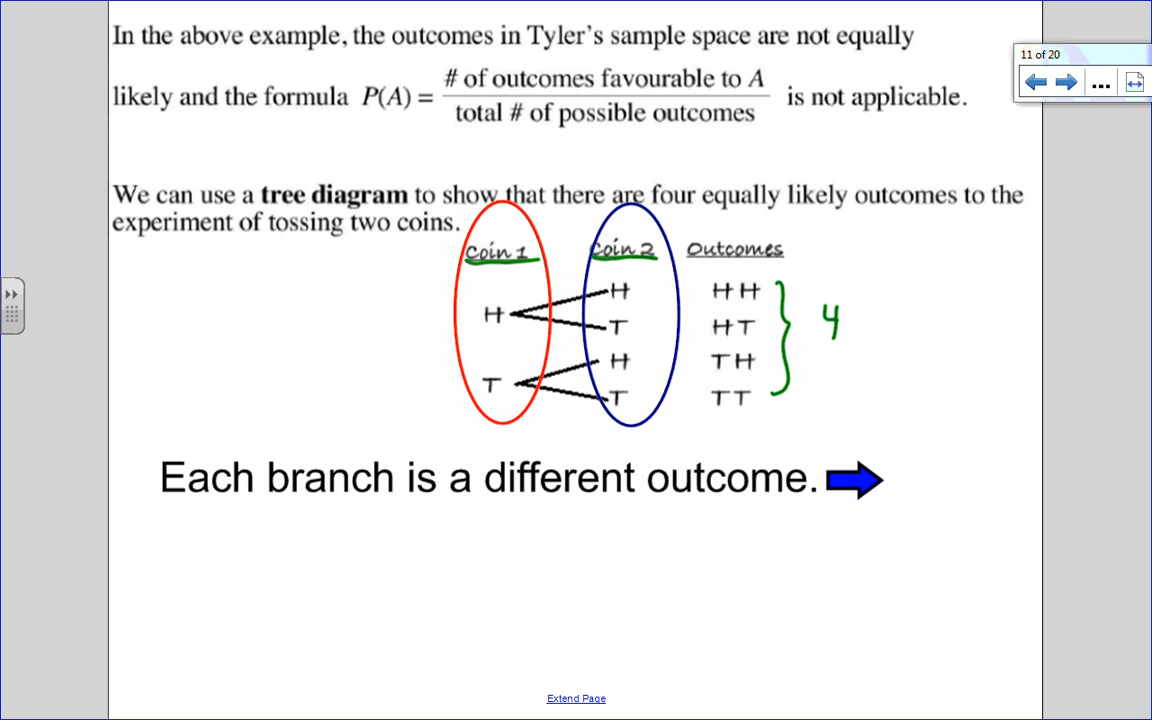 In the above example, the outcomes in Tyler's sample space are not equally
likely and the formula P(A) = # of outcomes favourable to A / total # of possible outcomes is not applicable.
11 of 20
...
We can use a tree diagram to show that there are four equally likely outcomes to the
experiment of tossing two coins.
Coin 1 Coin 2 Outcomes
H H HH
T HT
4
T H TH
T TT
Each branch is a different outcome.
Extend Page